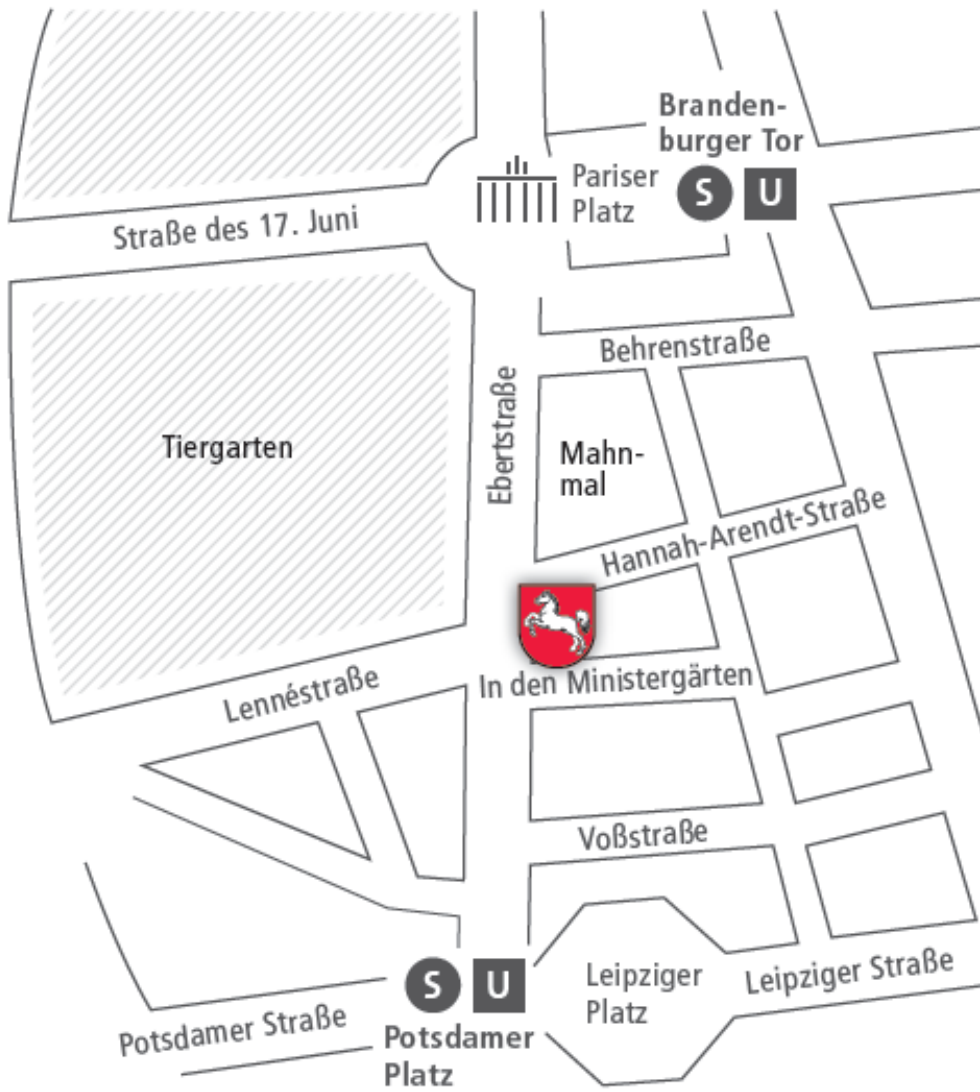 Branden-
burger Tor
S U
Pariser
Platz
Straße des 17. Juni
Behrenstraße
Ebertstraße
Tiergarten
Mahn-
mal
Hannah-Arendt-Straße
In den Ministergärten
Lennéstraße
Voßstraße
S U
Leipziger
Platz
Leipziger Straße
Potsdamer Straße
Potsdamer
Platz